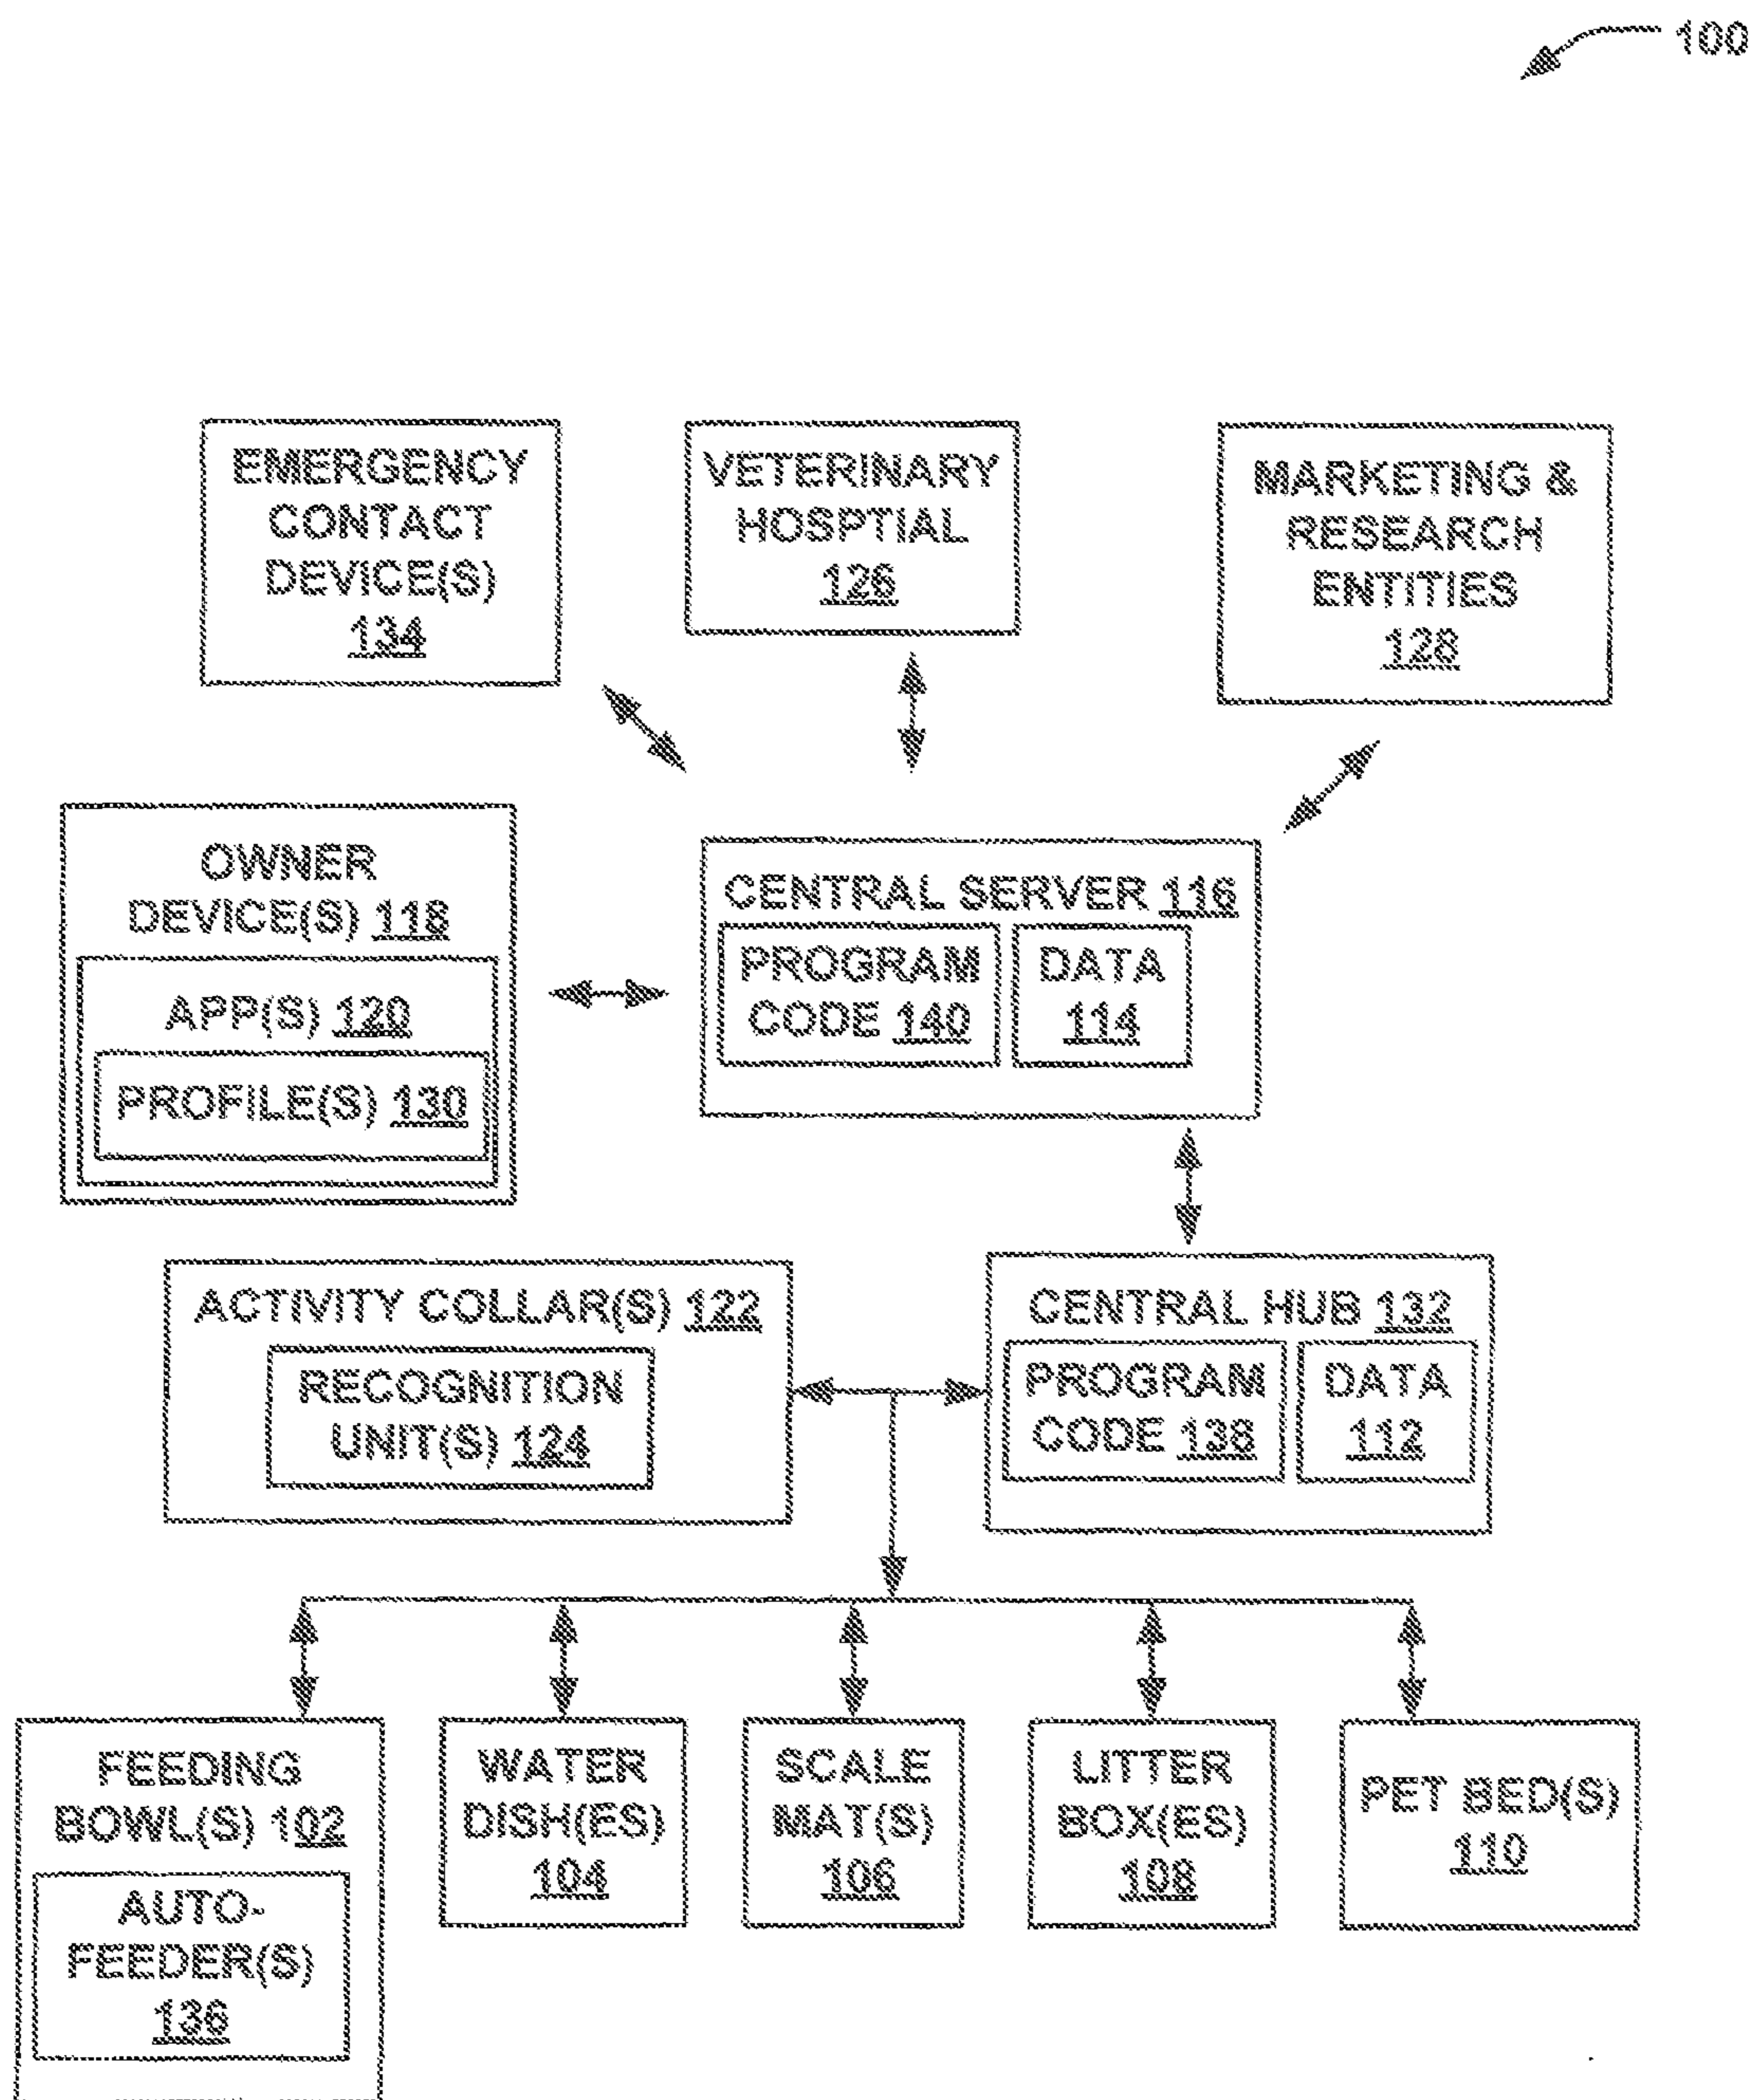 100
EMERGENCY
CONTACT
DEVICE(S)
134
VETERINARY
HOSPTIAL
126
MARKETING &
RESEARCH
ENTITIES
128
OWNER
DEVICE(S) 118
APP(S) 120
PROFILE(S) 130
CENTRAL SERVER 116
PROGRAM
CODE 140
DATA
114
ACTIVITY COLLAR(S) 122
RECOGNITION
UNIT(S) 124
CENTRAL HUB 132
PROGRAM
CODE 138
DATA
112
FEEDING
BOWL(S) 102
AUTO-
FEEDER(S)
136
WATER
DISH(ES)
104
SCALE
MAT(S)
106
LITTER
BOX(ES)
108
PET BED(S)
110